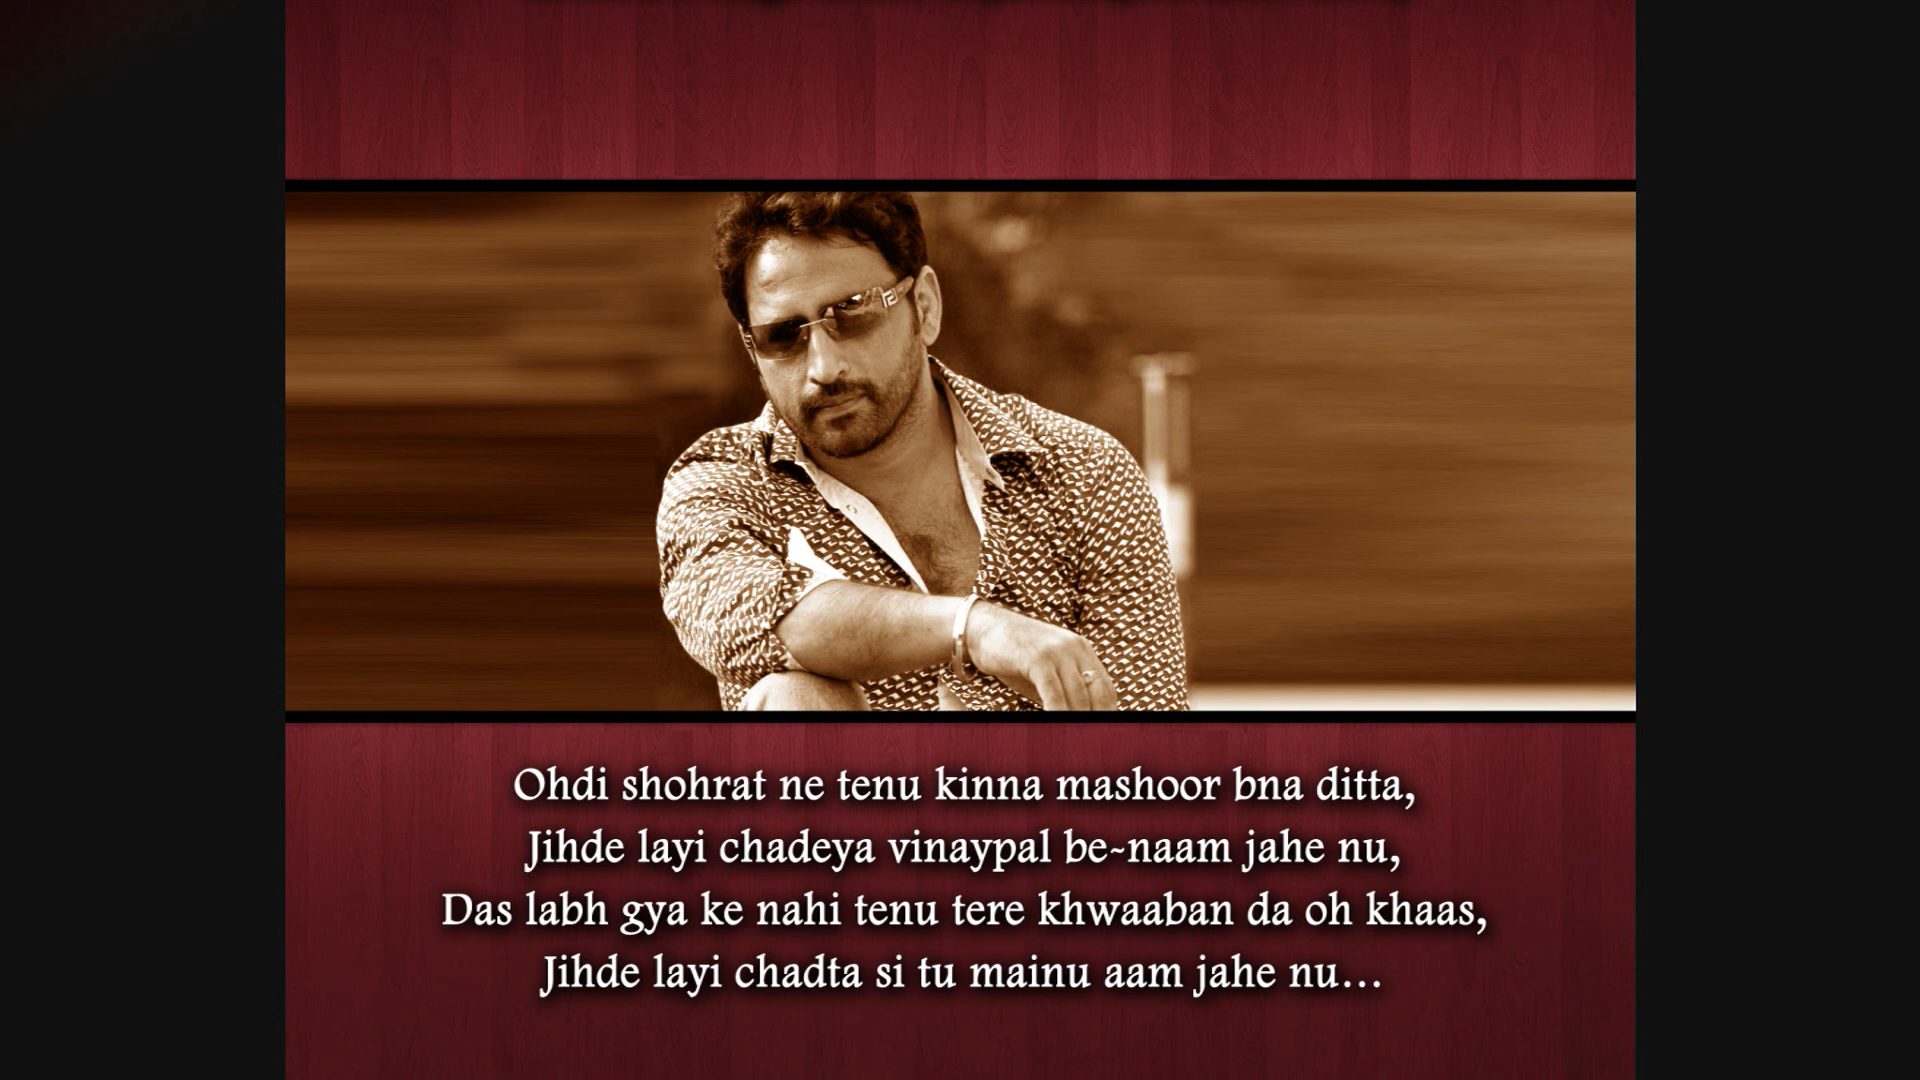 Ohdi shohrat ne tenu kinna mashoor bna ditta,
Jihde layi chadeya vinaypal be-naam jahe nu,
Das labh gya ke nahi tenu tere khwaaban da oh khaas,
Jihde layi chadta si tu mainu aam jahe nu...